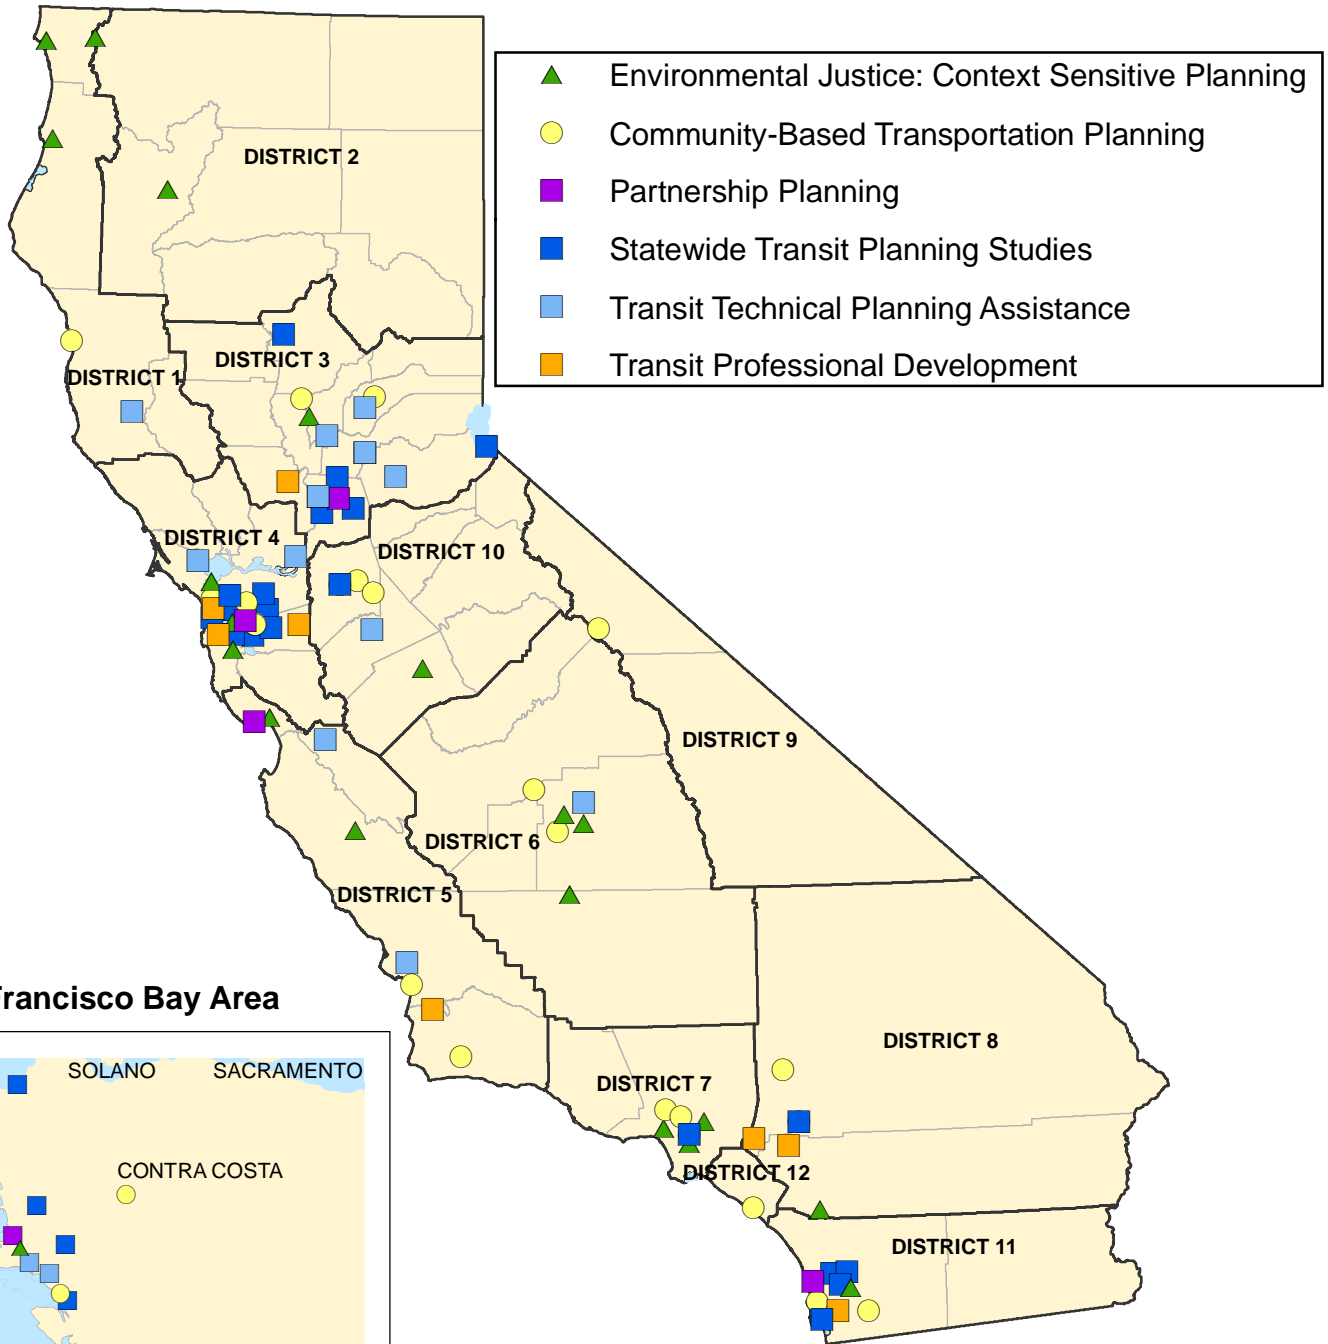 Environmental Justice: Context Sensitive Planning
Community-Based Transportation Planning
Partnership Planning
Statewide Transit Planning Studies
Transit Technical Planning Assistance
Transit Professional Development
DISTRICT 2
DISTRICT 3
DISTRICT 1
DISTRICT 4
DISTRICT 10
DISTRICT 9
DISTRICT 6
DISTRICT 5
DISTRICT 8
DISTRICT 7
DISTRICT 12
DISTRICT 11
Francisco Bay Area
SOLANO
SACRAMENTO
CONTRA COSTA